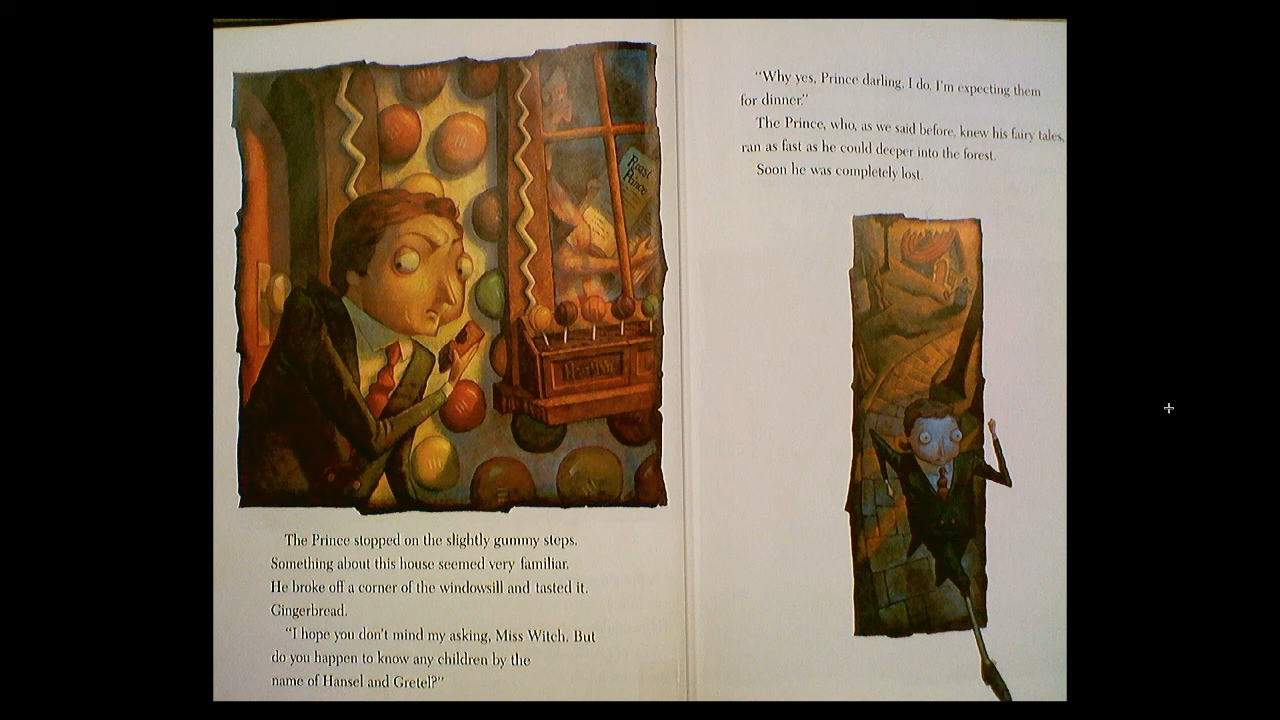 Roast
Prince
The Prince stopped on the slightly gummy steps.
Something about this house seemed very familiar.
He broke off a corner of the windowsill and tasted it.
Gingerbread.
“I hope you don't mind my asking, Miss Witch. But
do you happen to know any children by the
name of Hansel and Gretel?”
“Why yes, Prince darling, I do. I'm expecting them
for dinner.”
The Prince, who, as we said before, knew his fairy tales,
ran as fast as he could deeper into the forest.
Soon he was completely lost.